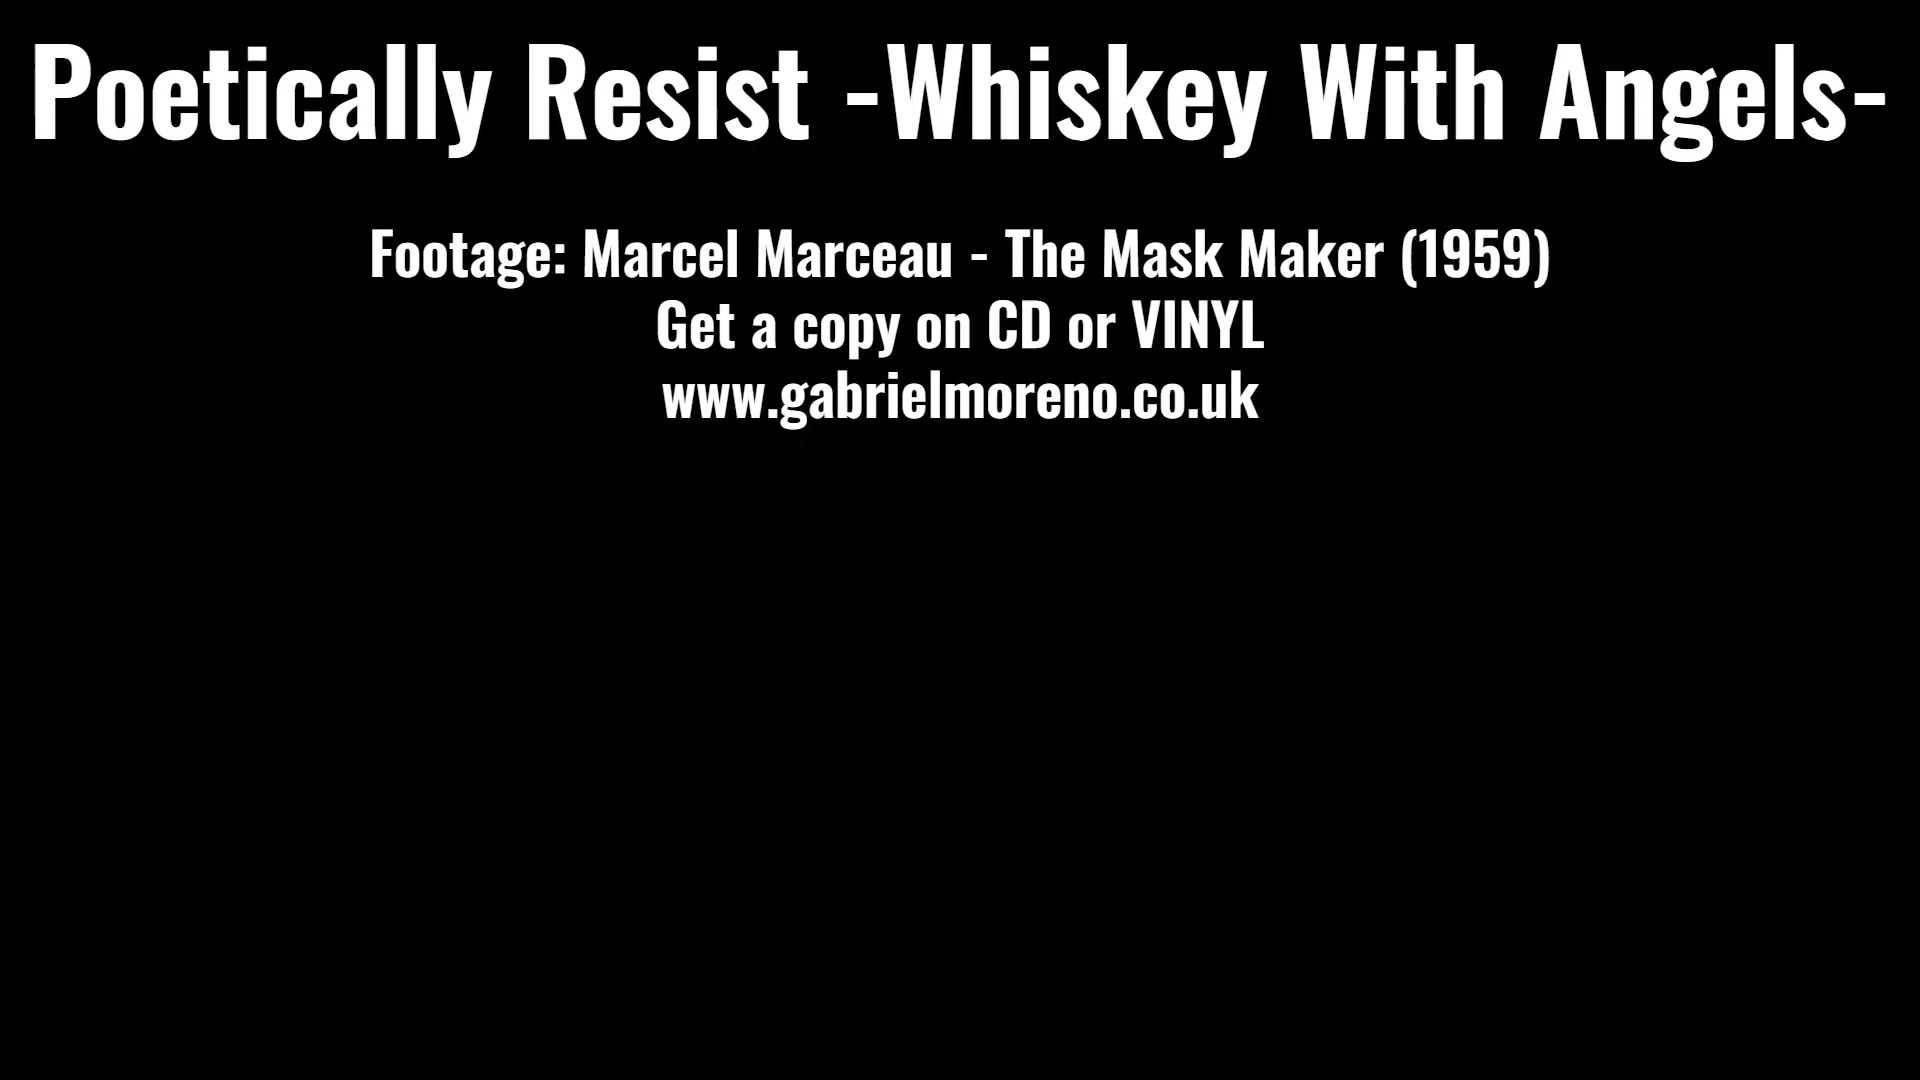 Poetically Resist -Whiskey With Angels-
Footage: Marcel Marceau - The Mask Maker (1959)
Get a copy on CD or VINYL
www.gabrielmoreno.co.uk